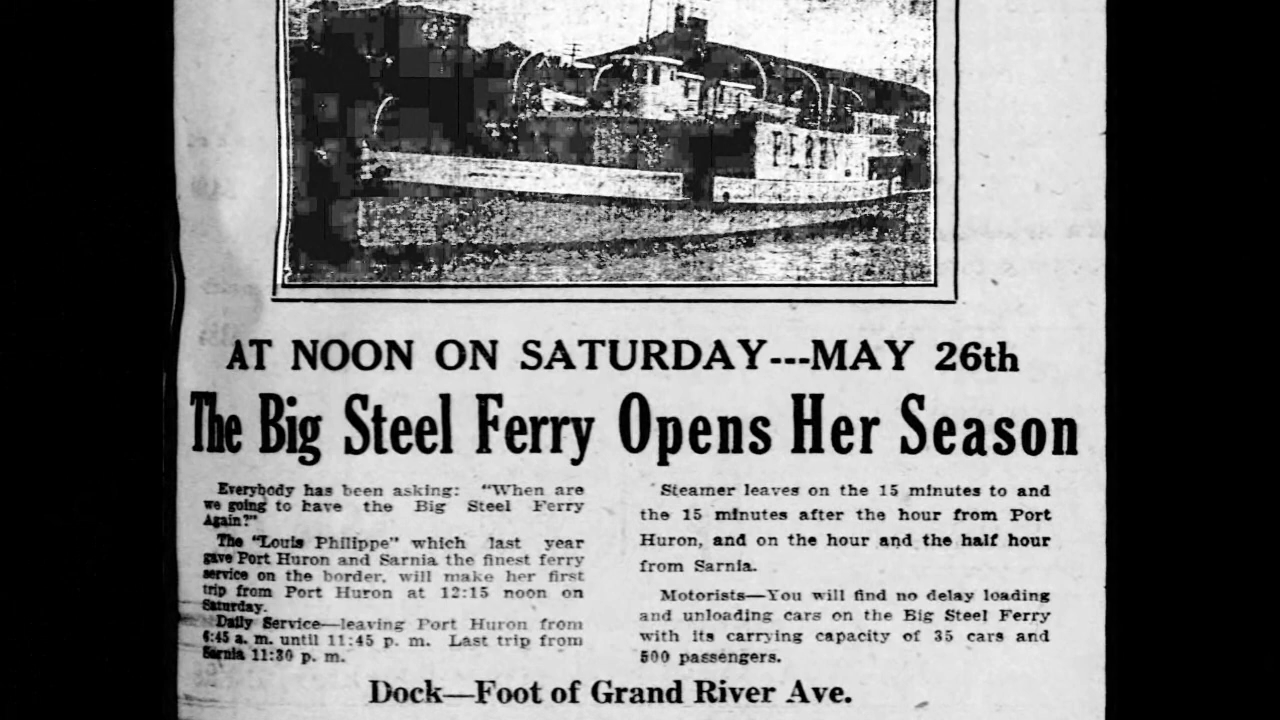 FERRY
AT NOON ON SATURDAY---MAY 26th
The Big Steel Ferry Opens Her Season
Everybody has been asking: "When are
we going to have the Big Steel Ferry
Again?"
The "Louis Philippe" which last year
gave Port Huron and Sarnia the finest ferry
service on the border, will make her first
trip from Port Huron at 12:15 noon on
Saturday.
Daily Service—leaving Port Huron from
6:45 a. m. until 11:45 p. m. Last trip from
Sarnia 11:30 p. m.
Steamer leaves on the 15 minutes to and
the 15 minutes after the hour from Port
Huron, and on the hour and the half hour
from Sarnia.
Motorists—You will find no delay loading
and unloading cars on the Big Steel Ferry
with its carrying capacity of 35 cars and
500 passengers.
Dock—Foot of Grand River Ave.